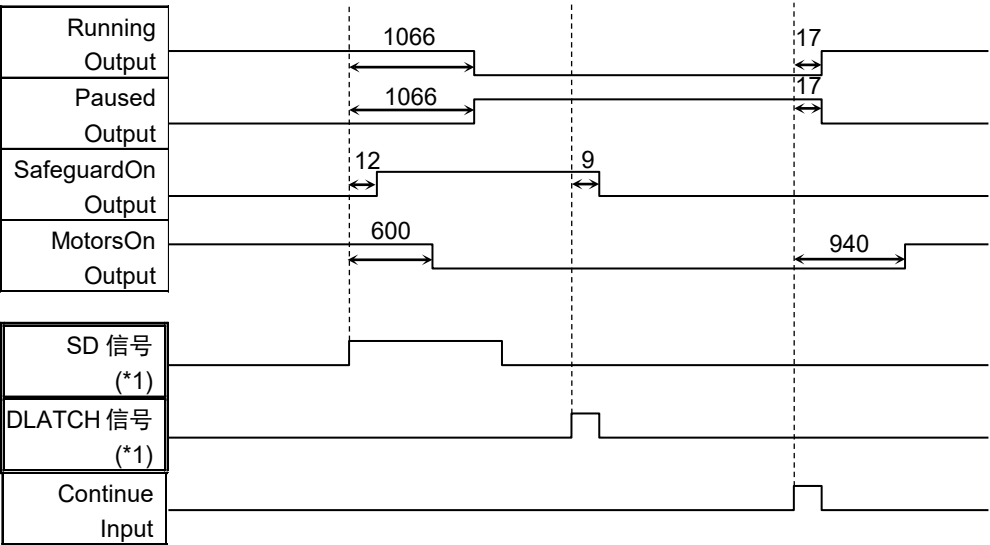 Running
Output
1066
17
Paused
Output
1066
17
SafeguardOn
Output
12
9
MotorsOn
Output
600
940
SD 信号
(*1)
DLATCH 信号
(*1)
Continue
Input